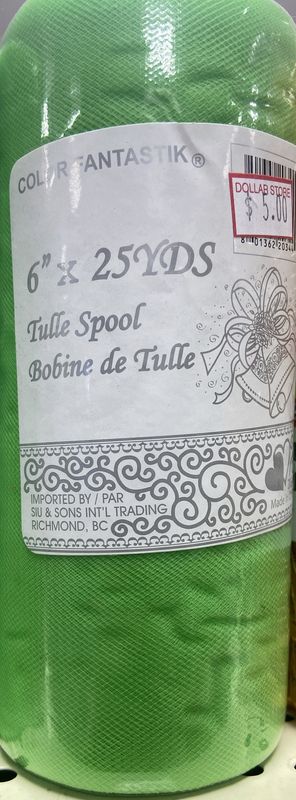 COLOR FANTASTIK®
DOLLAR STORE
$ 5.00
6" x 25YDS
Tulle Spool
Bobine de Tulle
IMPORTED BY / PAR
SIU & SONS INT'L TRADING
RICHMOND, BC
Made